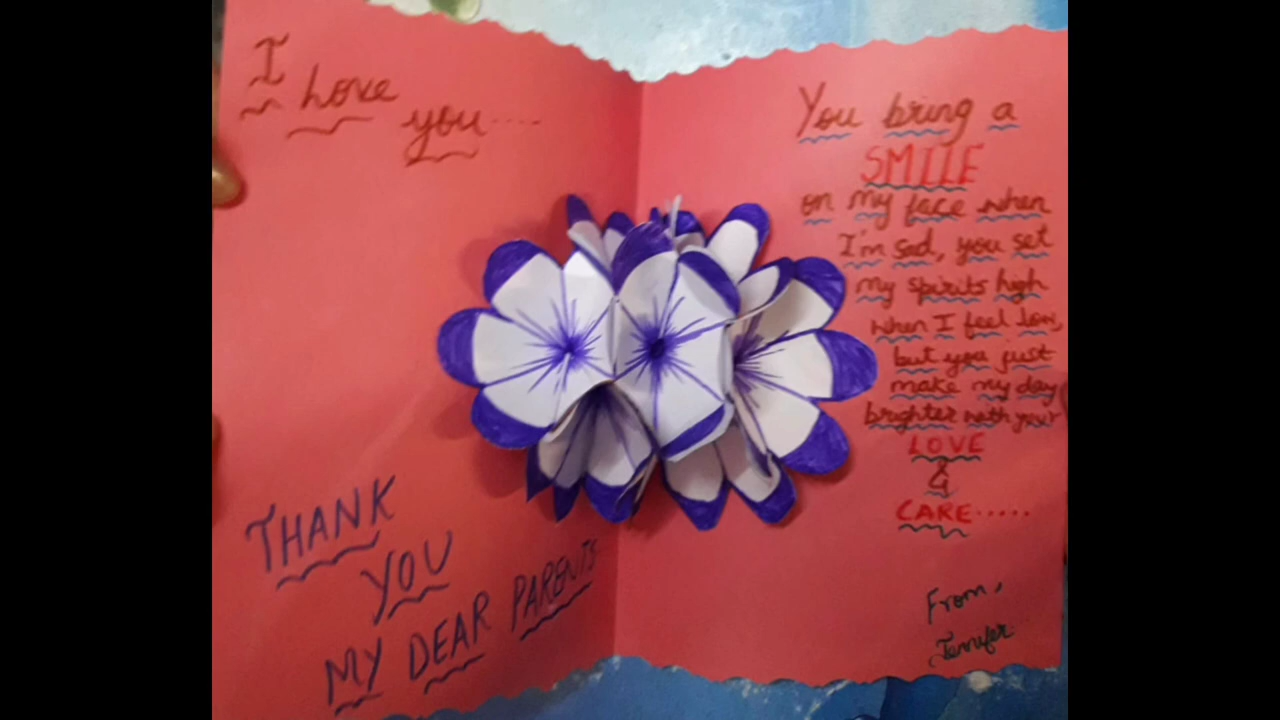 I Love you....
THANK
YOU
MY DEAR PARENTS
You bring a
SMILE
on my face when
I'm sad, you set
my spirits high
when I feel low,
but you just
make my day
brighter with your
LOVE
&
CARE.....
From,
Jennifer